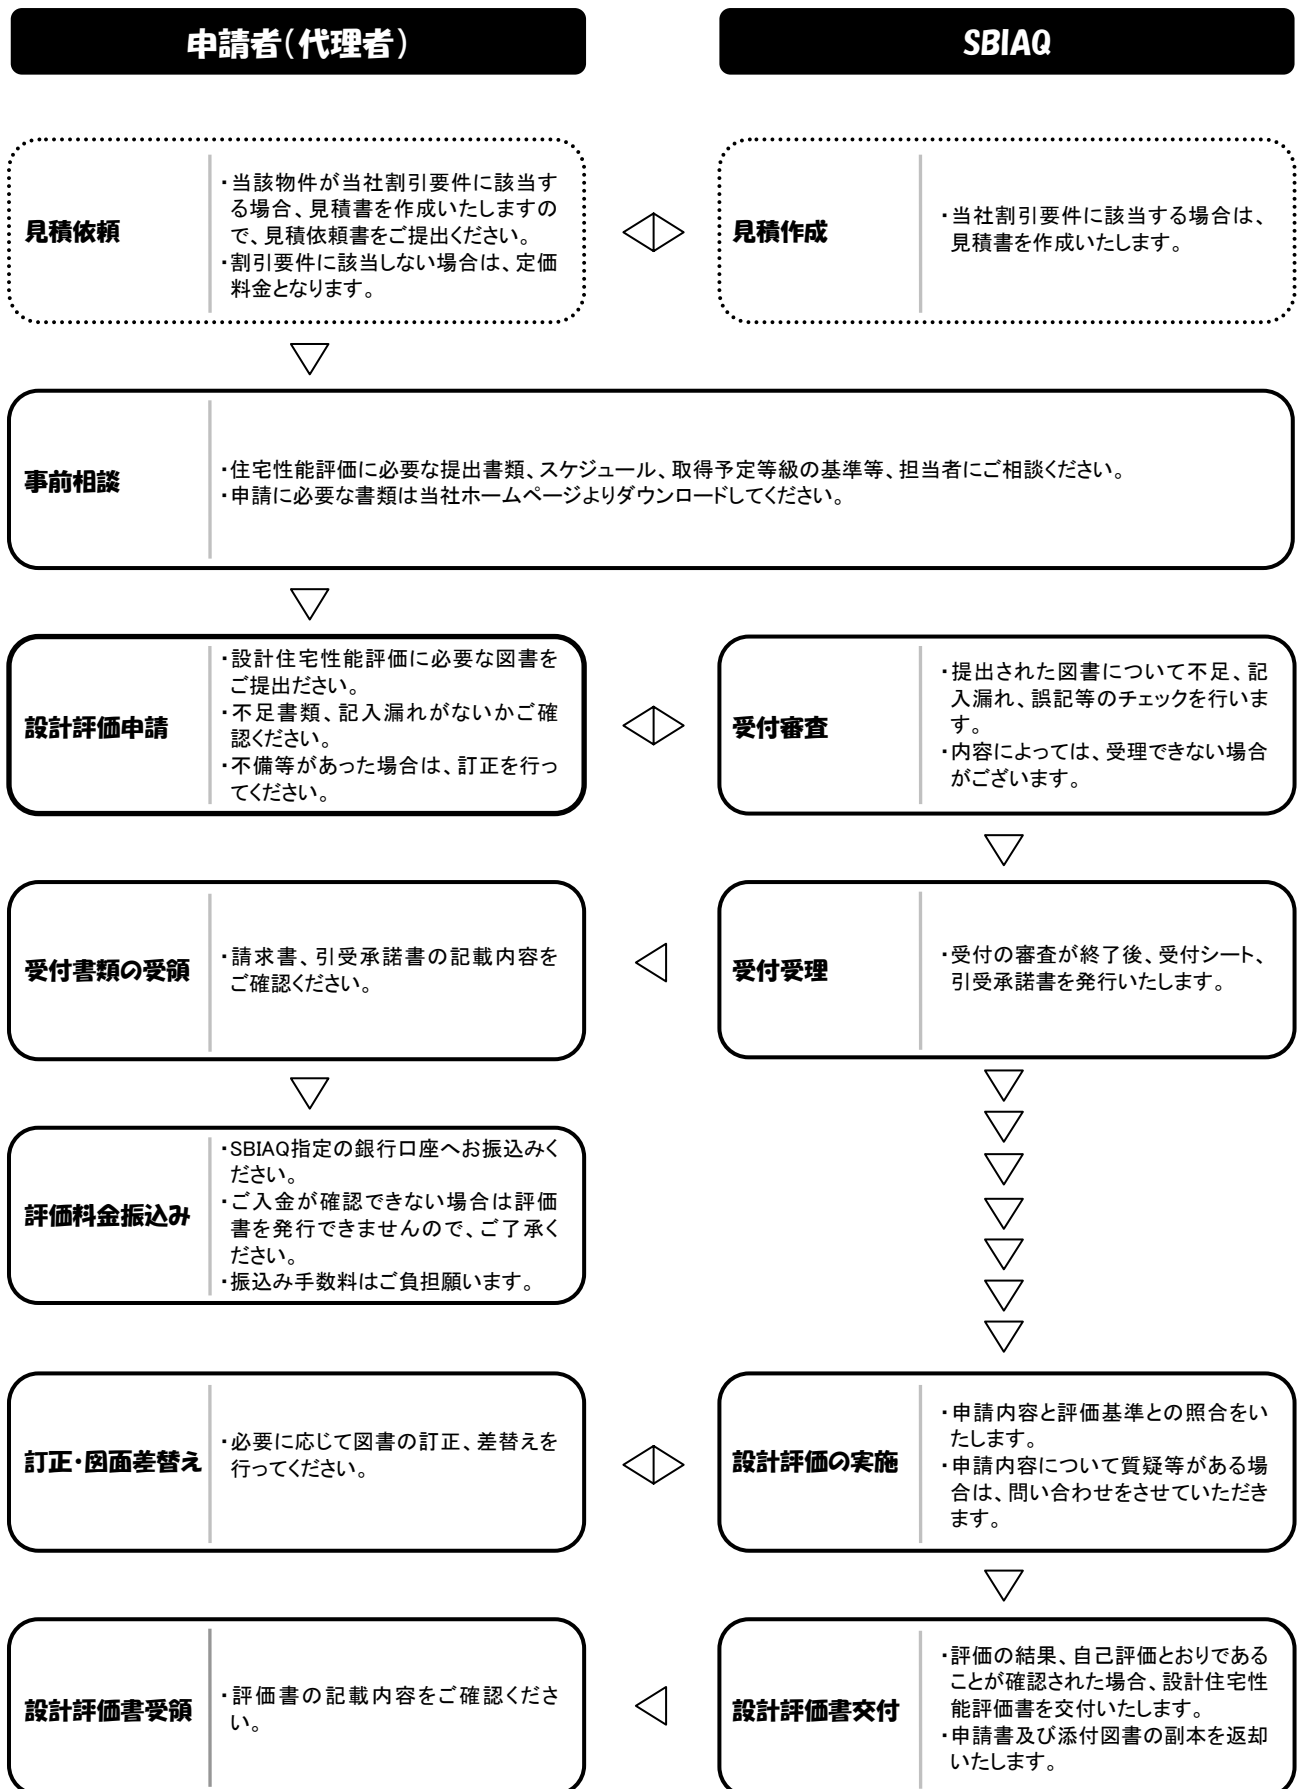 申請者(代理者)
SBIAQ
見積依頼
・当該物件が当社割引要件に該当す
る場合、見積書を作成いたしますの
で、見積依頼書をご提出ください。
・割引要件に該当しない場合は、定価
料金となります。
見積作成
・当社割引要件に該当する場合は、
見積書を作成いたします。
事前相談
・住宅性能評価に必要な提出書類、スケジュール、取得予定等級の基準等、担当者にご相談ください。
・申請に必要な書類は当社ホームページよりダウンロードしてください。
設計評価申請
・設計住宅性能評価に必要な図書を
ご提出ださい。
・不足書類、記入漏れがないかご確
認ください。
・不備等があった場合は、訂正を行っ
てください。
受付審査
・提出された図書について不足、記
入漏れ、誤記等のチェックを行いま
す。
・内容によっては、受理できない場合
がございます。
受付書類の受領
・請求書、引受承諾書の記載内容を
ご確認ください。
受付受理
・受付の審査が終了後、受付シート、
引受承諾書を発行いたします。
評価料金振込み
・SBIAQ指定の銀行口座へお振込みく
ださい。
・ご入金が確認できない場合は評価
書を発行できませんので、ご了承く
ださい。
・振込み手数料はご負担願います。
訂正・図面差替え
・必要に応じて図書の訂正、差替えを
行ってください。
設計評価の実施
・申請内容と評価基準との照合をい
たします。
・申請内容について質疑等がある場
合は、問い合わせをさせていただき
ます。
設計評価書受領
・評価書の記載内容をご確認くださ
い。
設計評価書交付
・評価の結果、自己評価とおりである
ことが確認された場合、設計住宅性
能評価書を交付いたします。
・申請書及び添付図書の副本を返却
いたします。